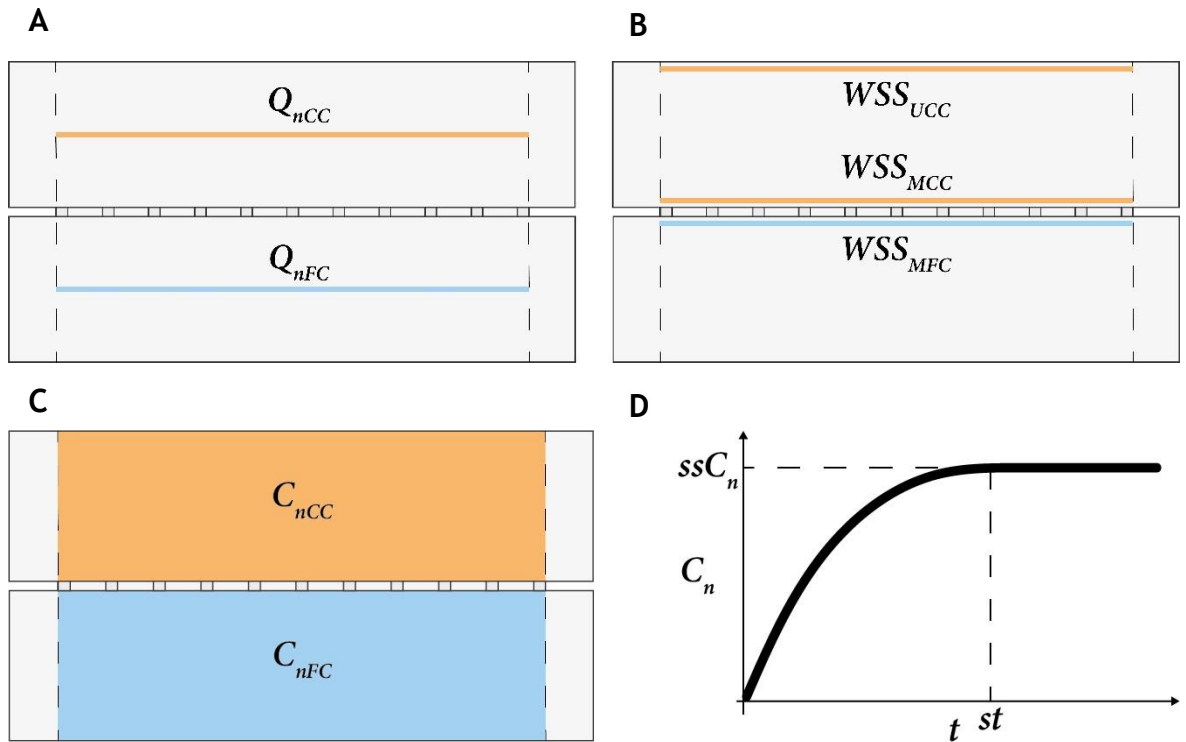 A
Q_nCC
Q_nFC
B
WSS_UCC
WSS_MCC
WSS_MFC
C
C_nCC
C_nFC
D
ssC_n
C_n
t st